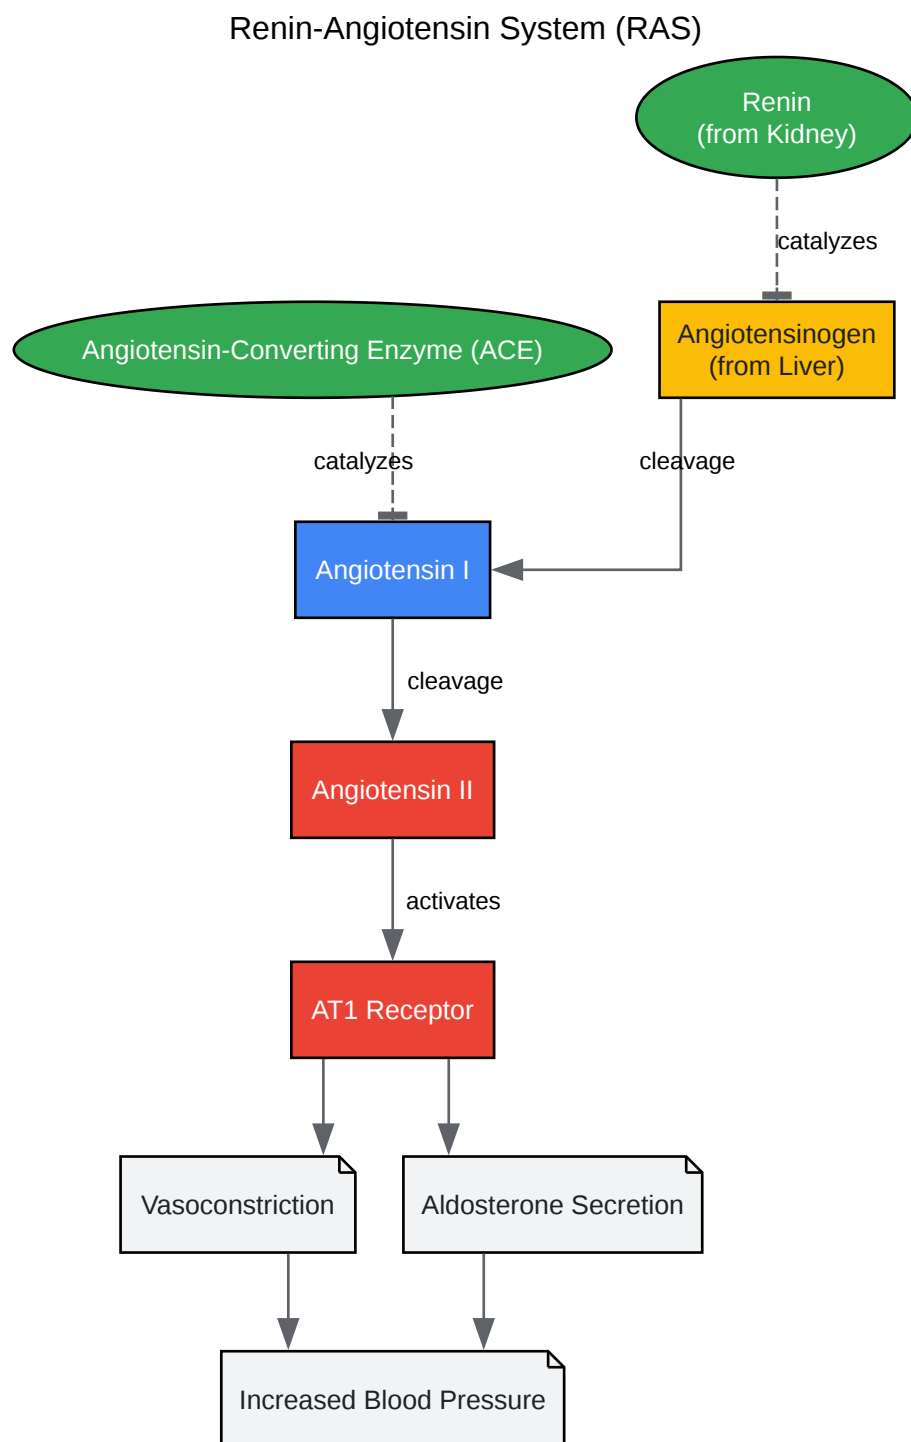 Renin-Angiotensin System (RAS)
Renin
(from Kidney)
catalyzes
Angiotensinogen
(from Liver)
Angiotensin-Converting Enzyme (ACE)
catalyzes
cleavage
Angiotensin I
cleavage
Angiotensin II
activates
AT1 Receptor
Vasoconstriction
Aldosterone Secretion
Increased Blood Pressure